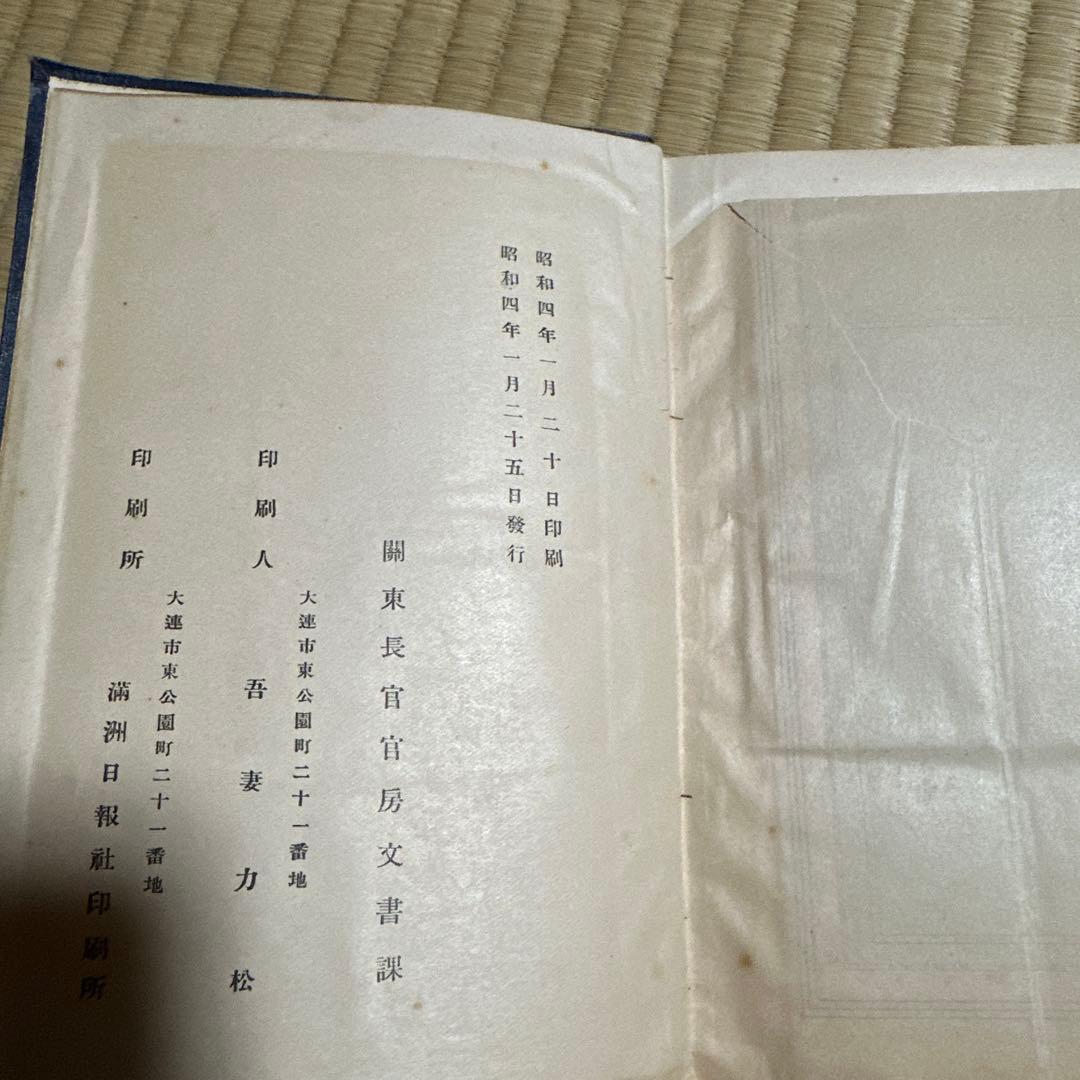 昭和四年一月二十日印刷
昭和四年一月二十五日發行
關東長官官房文書課
大連市東公園町二十一番地
印刷人 吾妻力松
大連市東公園町二十一番地
印刷所 滿洲日報社印刷所